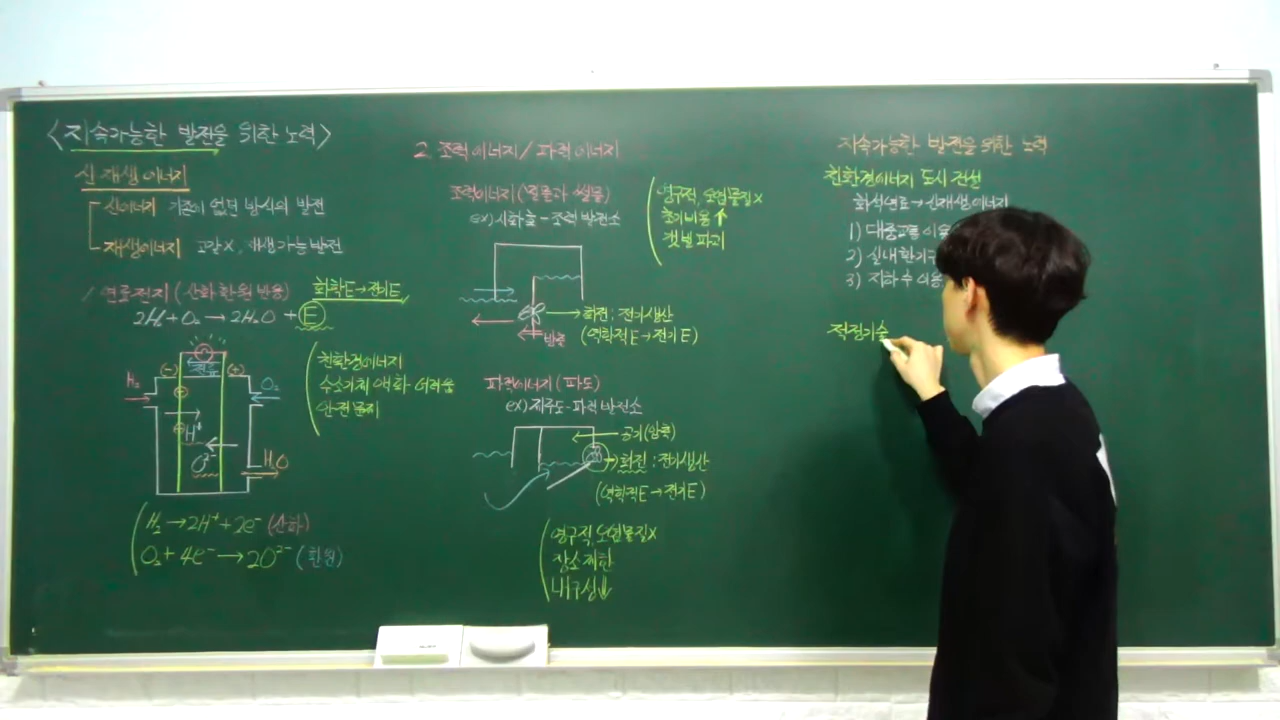 <지속가능한 발전을 위한 노력>
신재생에너지
신에너지 기존에 없던 방식의 발전
재생에너지 고갈X, 재생가능발전
1. 연료전지 (산화환원반응) 화학E→전기E
2H₂+O₂→2H₂O + E
(-) (+)
H₂ O₂
H⁺
O²⁻
H₂O
친환경에너지
수소기체 액화 어려움
안전문제
H₂→2H⁺+2e⁻ (산화)
O₂+4e⁻→2O²⁻ (환원)
2. 조력에너지/파력에너지
조력에너지 (밀물과 썰물)
ex) 시화호-조력발전소
영구적, 오염물질X
초기비용↑
갯벌파괴
회전 : 전기생산
(역학적E→전기E)
방류
파력에너지 (파도)
ex) 제주도-파력발전소
공기(압축)
회전 : 전기생산
(역학적E→전기E)
영구적, 오염물질X
장소제한
내구성↓
지속가능한 발전을 위한 노력
친환경에너지 도시 건설
화석연료→신재생에너지
1) 대중교통 이용
2) 실내환기
3) 지하수 이용
적정기술